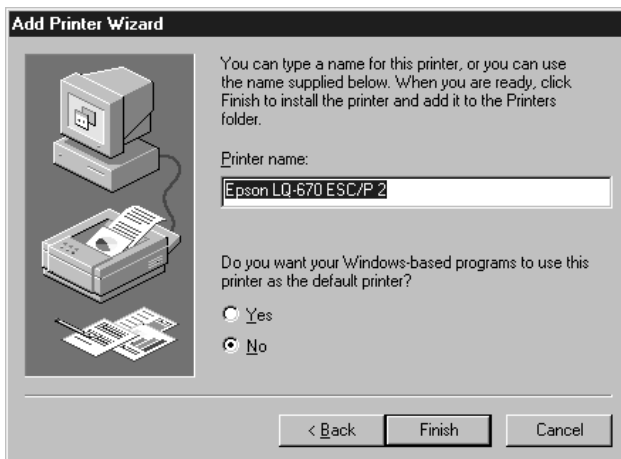 Add Printer Wizard
You can type a name for this printer, or you can use
the name supplied below. When you are ready, click
Finish to install the printer and add it to the Printers
folder.
Printer name:
Epson LQ-670 ESC/P 2
Do you want your Windows-based programs to use this
printer as the default printer?
Yes
No
< Back
Finish
Cancel